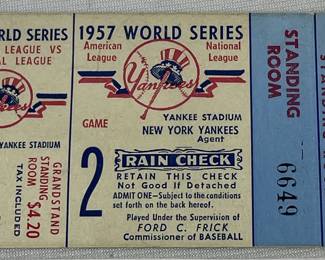 RLD SERIES
LEAGUE VS
AL LEAGUE
EE STADIUM
GRANDSTAND
STANDING
ROOM
$4.20
TAX INCLUDED
1957 WORLD SERIES
American
League
National
League
Yankees
YANKEE STADIUM
GAME
NEW YORK YANKEES
Agent
2
RAIN CHECK
RETAIN THIS CHECK
Not Good If Detached
ADMIT ONE—Subject to the conditions
set forth on the back hereof.
Played Under the Supervision of
FORD C. FRICK
Commissioner of BASEBALL
STANDING
ROOM
6649